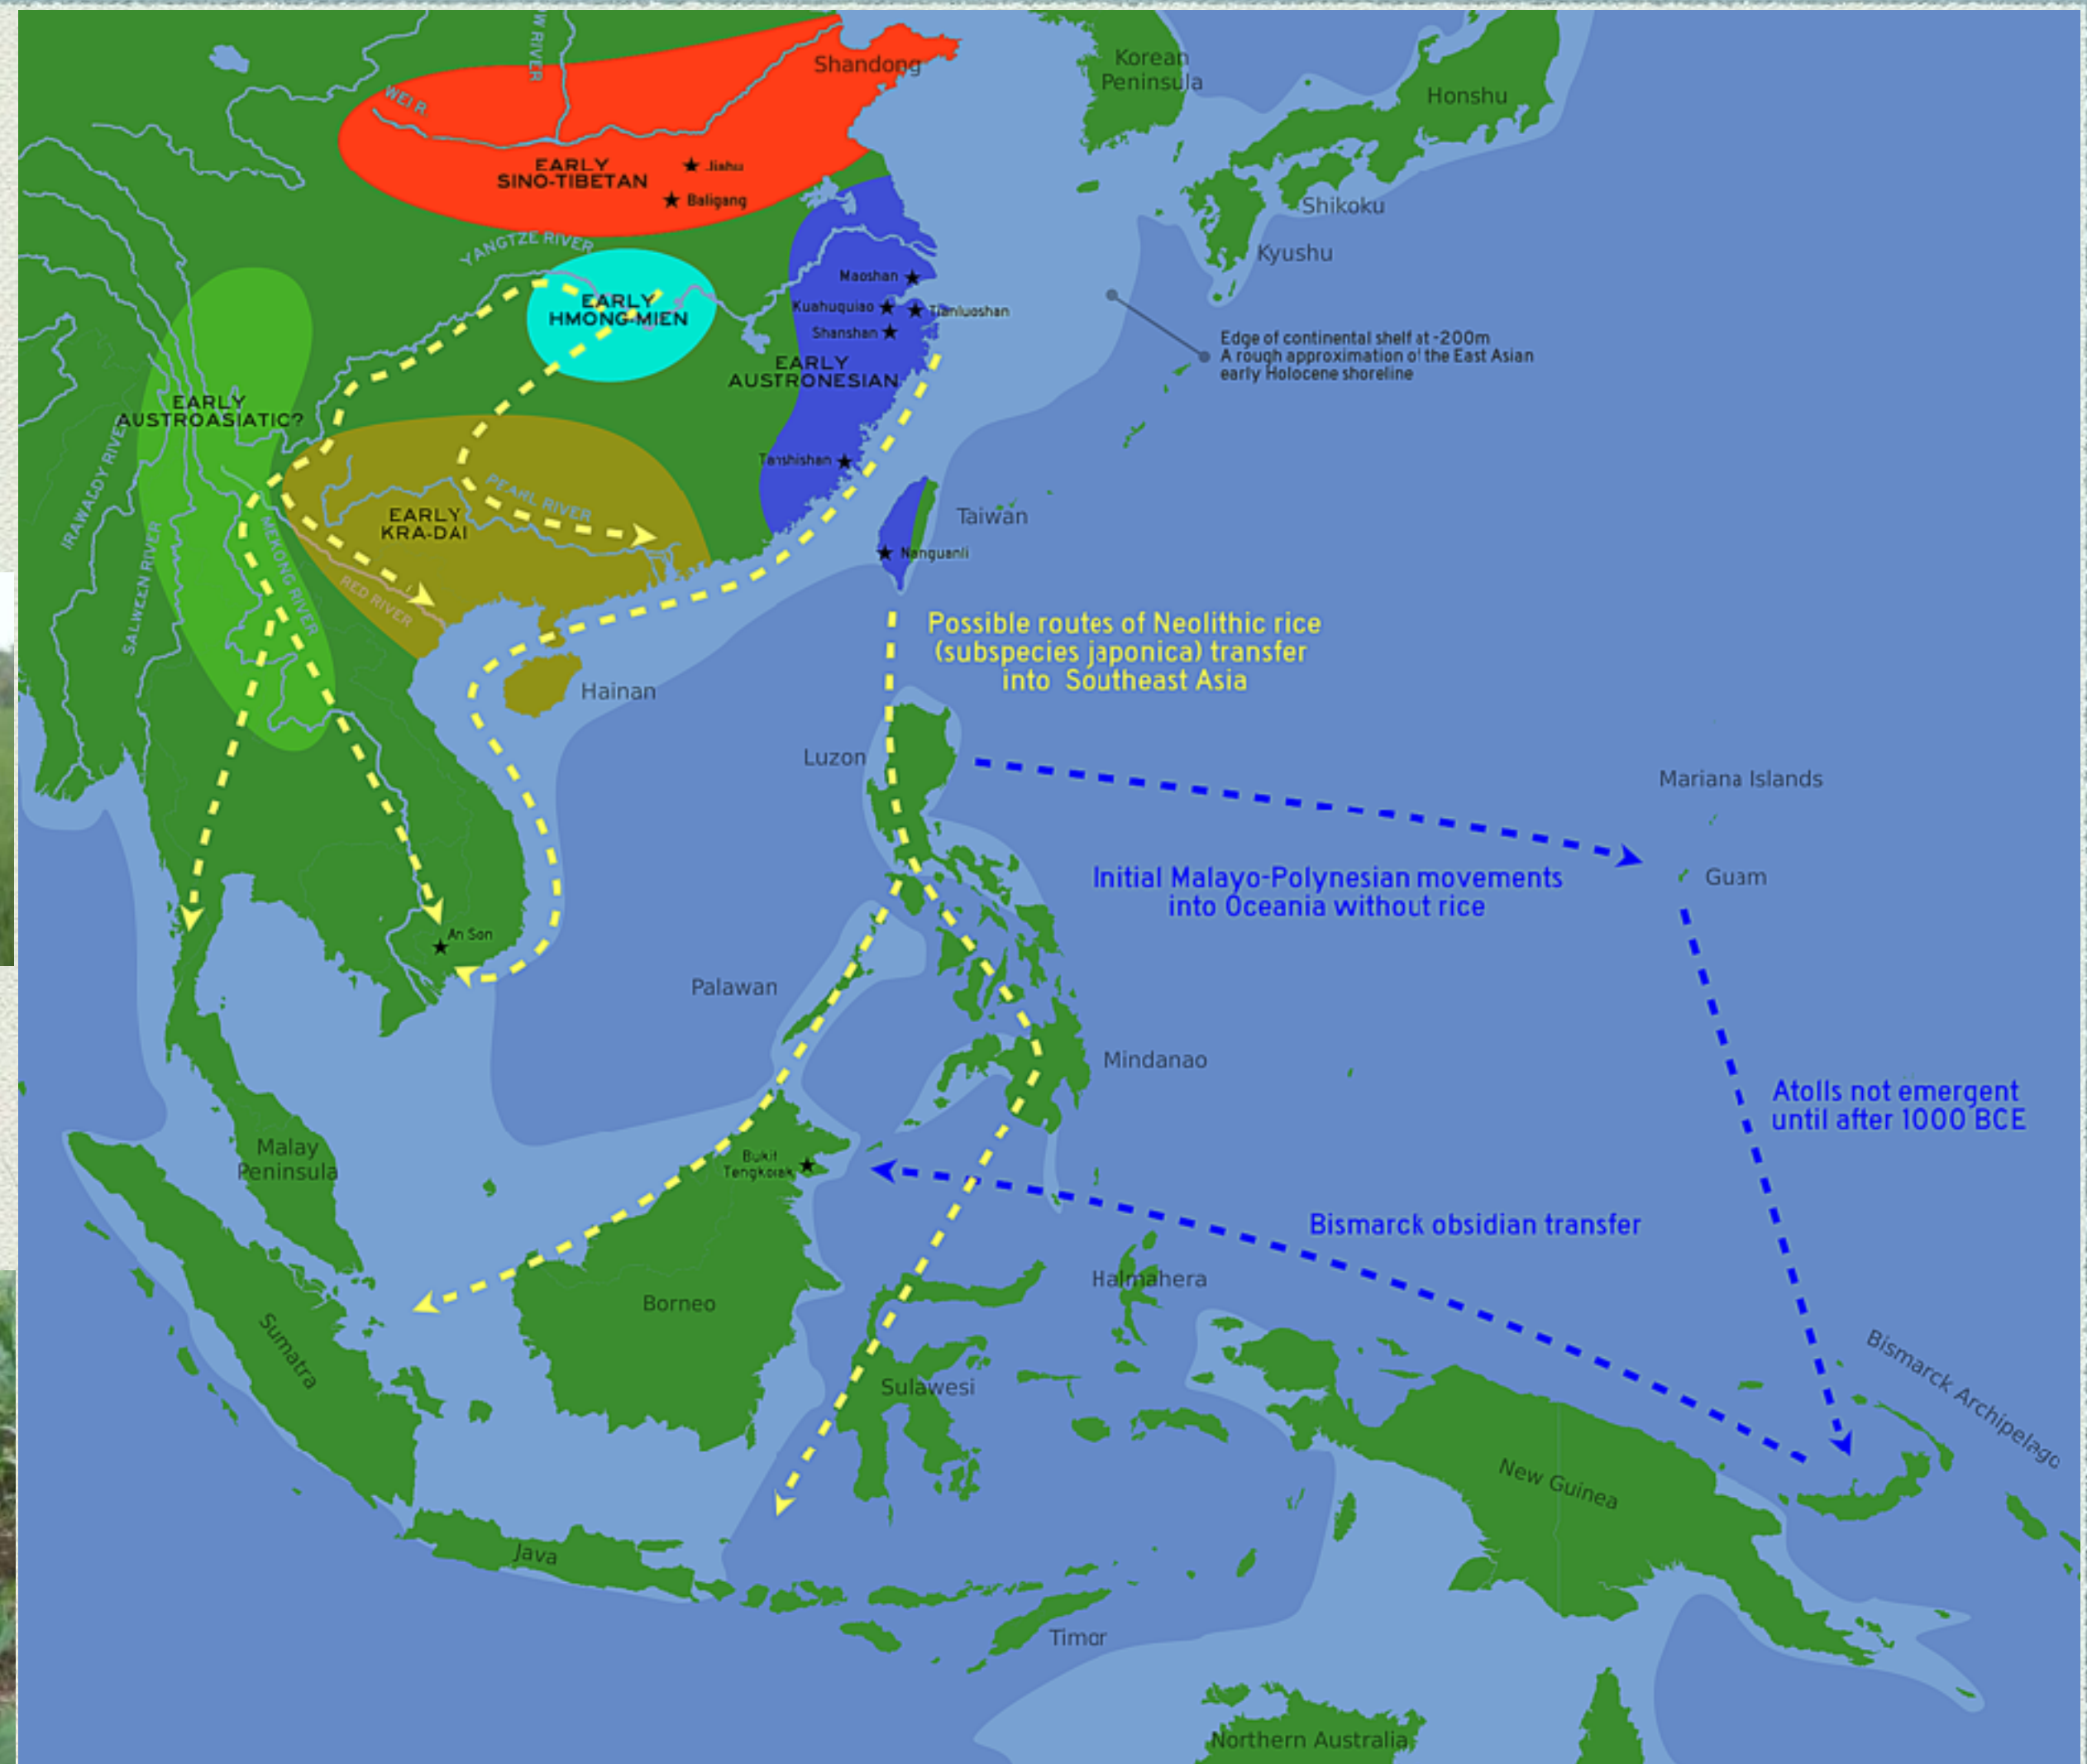 Shandong
Korean
Peninsula
Honshu
W RIVER
WEI R.
EARLY
SINO-TIBETAN
Jiahu
Baligang
Shikoku
Kyushu
YANGTZE RIVER
EARLY
HMONG-MIEN
Maoshan
Kuahuquiao
Tianluoshan
Shanshan
EARLY
AUSTRONESIAN
Edge of continental shelf at -200m
A rough approximation of the East Asian
early Holocene shoreline
EARLY
AUSTROASIATIC?
Tanshishan
IRAWADDY RIVER
PEARL RIVER
EARLY
KRA-DAI
Taiwan
Nanguanli
SALWEEN RIVER
MEKONG RIVER
RED RIVER
Possible routes of Neolithic rice
(subspecies japonica) transfer
into Southeast Asia
Hainan
Luzon
Mariana Islands
Guam
Initial Malayo-Polynesian movements
into Oceania without rice
An Son
Palawan
Mindanao
Atolls not emergent
until after 1000 BCE
Malay
Peninsula
Bukit
Tengkorak
Bismarck obsidian transfer
Halmahera
Borneo
Sumatra
Sulawesi
Bismarck Archipelago
New Guinea
Java
Timor
Northern Australia